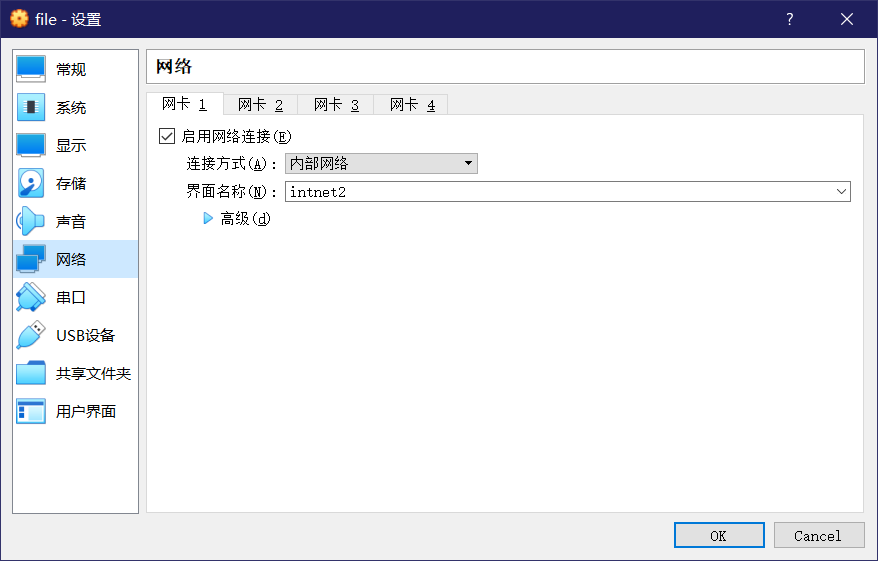 file - 设置
?
常规
系统
显示
存储
声音
网络
串口
USB设备
共享文件夹
用户界面
网络
网卡 1
网卡 2
网卡 3
网卡 4
启用网络连接(E)
连接方式(A)：
内部网络
界面名称(N)：
intnet2
高级(d)
OK
Cancel